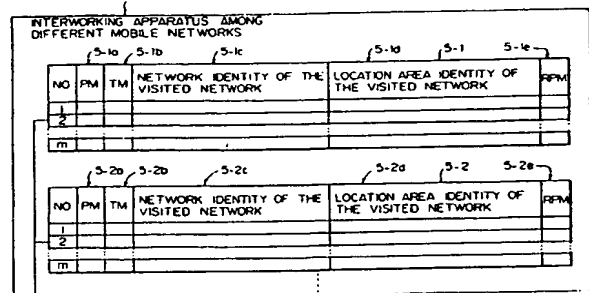 INTERWORKING APPARATUS AMONG
DIFFERENT MOBILE NETWORKS
5-1a 5-1b 5-1c 5-1d 5-1 5-1e
NO PM TM NETWORK IDENTITY OF THE VISITED NETWORK LOCATION AREA IDENTITY OF THE VISITED NETWORK RPM
1
2
m
5-2a 5-2b 5-2c 5-2d 5-2 5-2e
NO PM TM NETWORK IDENTITY OF THE VISITED NETWORK LOCATION AREA IDENTITY OF THE VISITED NETWORK RPM
1
2
m